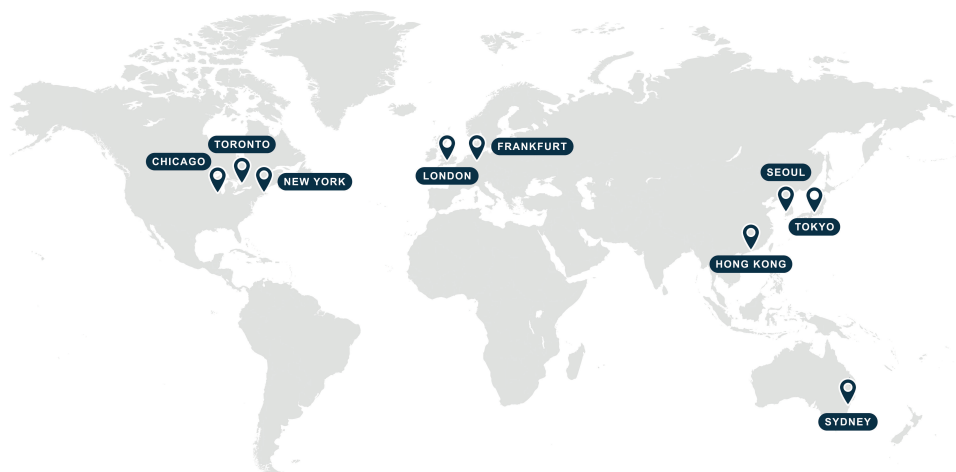 TORONTO
CHICAGO
NEW YORK
FRANKFURT
LONDON
SEOUL
TOKYO
HONG KONG
SYDNEY